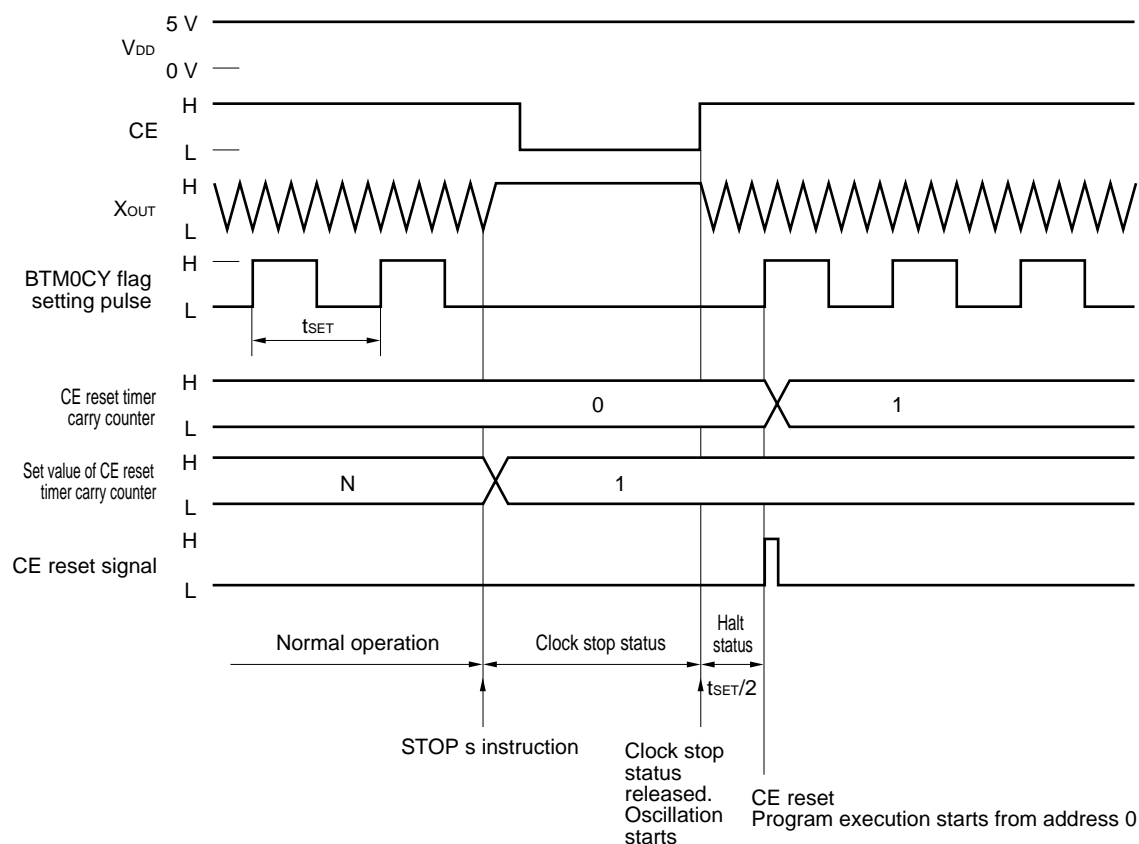 5 V
VDD
0 V
H
CE
L
H
XOUT
L
H
BTM0CY flag
setting pulse
L
tSET
H
CE reset timer
carry counter
0
1
L
H
Set value of CE reset
timer carry counter
N
1
L
H
CE reset signal
L
Normal operation
Clock stop status
Halt
status
tSET/2
STOP s instruction
Clock stop
status
released.
Oscillation
starts
CE reset
Program execution starts from address 0